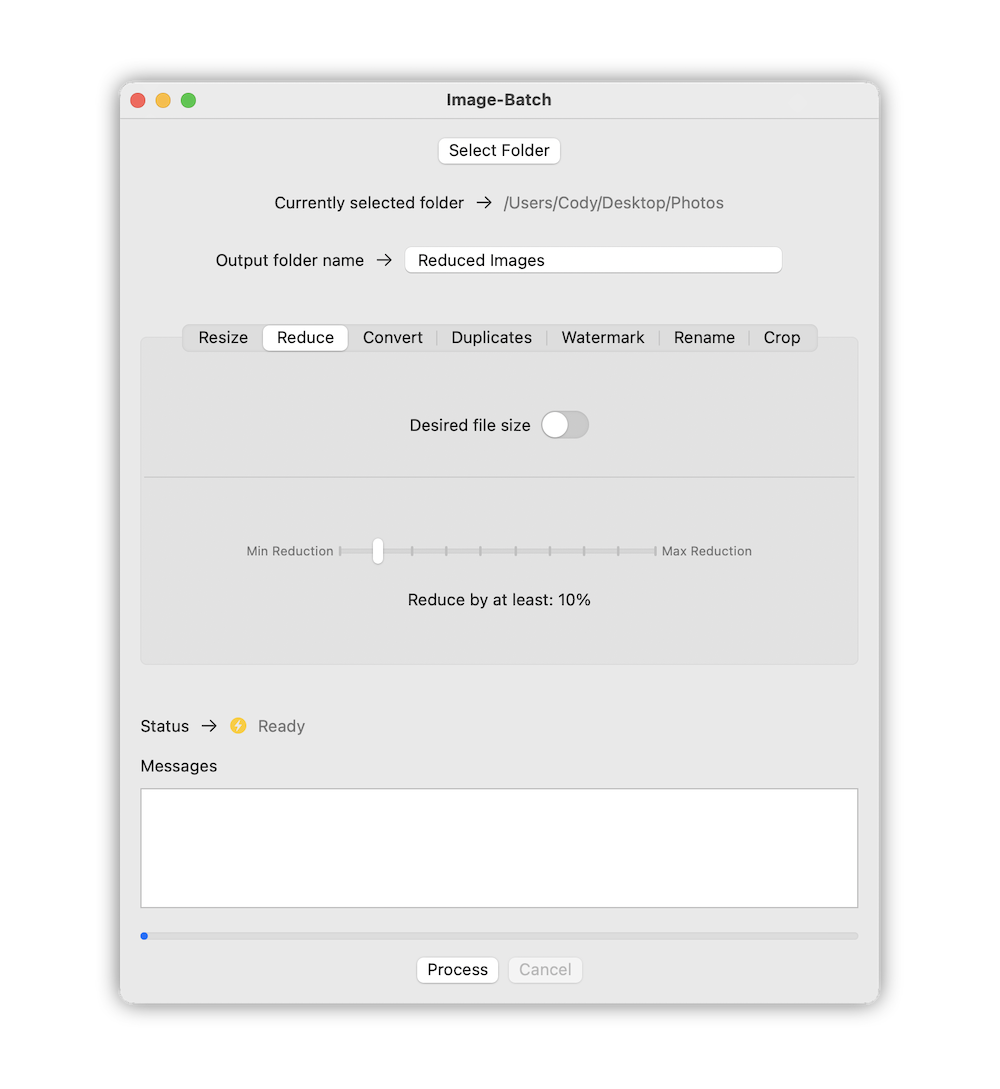 Image-Batch
Select Folder
Currently selected folder → /Users/Cody/Desktop/Photos
Output folder name → Reduced Images
Resize Reduce Convert Duplicates Watermark Rename Crop
Desired file size
Min Reduction Max Reduction
Reduce by at least: 10%
Status → Ready
Messages
Process Cancel